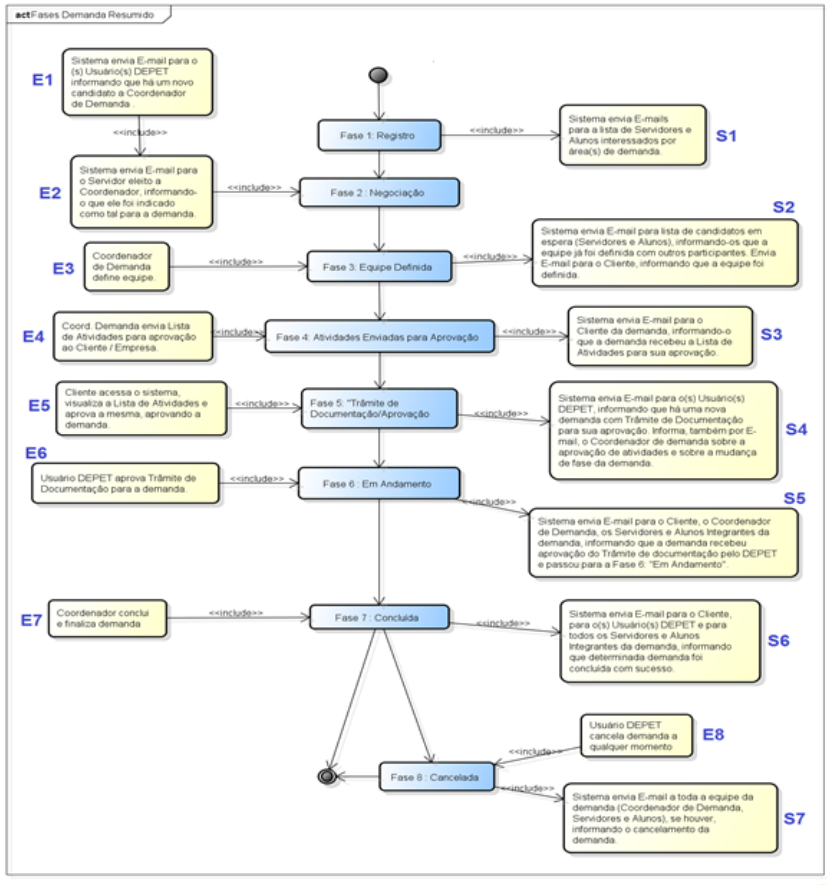 act Fases Demanda Resumido
E1
Sistema envia E-mail para o
(s) Usuário(s) DEPET
informando que há um novo
candidato a Coordenador
de Demanda .
<<include>>
Fase 1: Registro
<<include>>
Sistema envia E-mails
para a lista de Servidores e
Alunos interessados por
área(s) de demanda.
S1
E2
Sistema envia E-mail para
o Servidor eleito a
Coordenador, informando-
o que ele foi indicado
como tal para a demanda.
<<include>>
Fase 2 : Negociação
S2
Sistema envia E-mail para lista de candidatos em
espera (Servidores e Alunos), informando-os que a
equipe já foi definida com outros participantes. Envia
E-mail para o Cliente, informando que a equipe foi
definida.
E3
Coordenador
de Demanda
define equipe.
<<include>>
Fase 3: Equipe Definida
<<include>>
E4
Coord. Demanda envia Lista
de Atividades para aprovação
ao Cliente / Empresa.
<<include>>
Fase 4: Atividades Enviadas para Aprovação
<<include>>
Sistema envia E-mail para o
Cliente da demanda, informando-o
que a demanda recebeu a Lista de
Atividades para sua aprovação.
S3
E5
Cliente acessa o sistema,
visualiza a Lista de Atividades e
aprova a mesma, aprovando a
demanda.
<<include>>
Fase 5: "Trâmite de
Documentação/Aprovação
<<include>>
Sistema envia E-mail para o(s) Usuário(s)
DEPET, informando que há uma nova
demanda com Trâmite de Documentação
para sua aprovação. Informa, também por E-
mail, o Coordenador de demanda sobre a
aprovação de atividades e sobre a mudança
de fase da demanda.
S4
E6
Usuário DEPET aprova Trâmite de
Documentação para a demanda.
<<include>>
Fase 6 : Em Andamento
<<include>>
S5
Sistema envia E-mail para o Cliente, o Coordenador
de Demanda, os Servidores e Alunos Integrantes da
demanda, informando que a demanda recebeu
aprovação do Trâmite de documentação pelo DEPET
e passou para a Fase 6: "Em Andamento".
E7
Coordenador conclui
e finaliza demanda
<<include>>
Fase 7 : Concluída
<<include>>
Sistema envia E-mail para o Cliente,
para o(s) Usuário(s) DEPET e para
todos os Servidores e Alunos
Integrantes da demanda, informando
que determinada demanda foi
concluída com sucesso.
S6
Usuário DEPET
cancela demanda a
qualquer momento
E8
<<include>>
Fase 8 : Cancelada
<<include>>
Sistema envia E-mail a toda a equipe da
demanda (Coordenador de Demanda,
Servidores e Alunos), se houver,
informando o cancelamento da
demanda.
S7